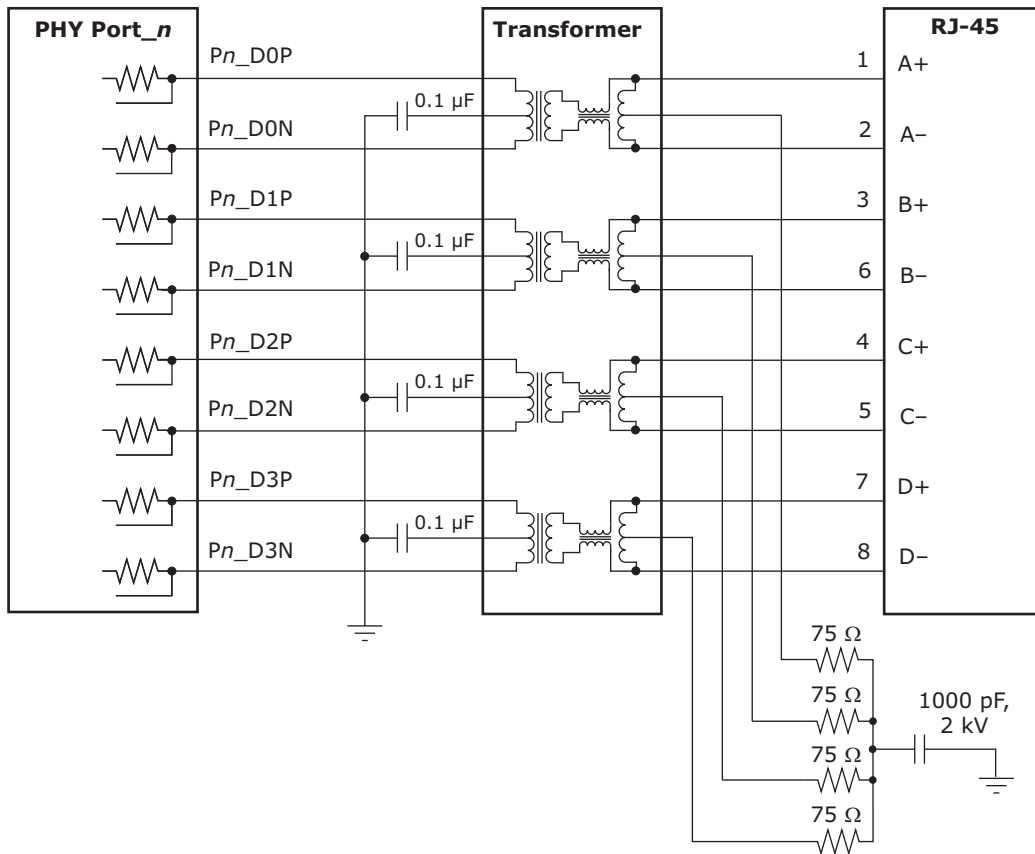 PHY Port_n
Transformer
RJ-45
Pn_D0P
1 A+
0.1 µF
Pn_D0N
2 A–
Pn_D1P
3 B+
0.1 µF
Pn_D1N
6 B–
Pn_D2P
4 C+
0.1 µF
Pn_D2N
5 C–
Pn_D3P
7 D+
0.1 µF
Pn_D3N
8 D–
75 Ω
75 Ω
1000 pF,
2 kV
75 Ω
75 Ω